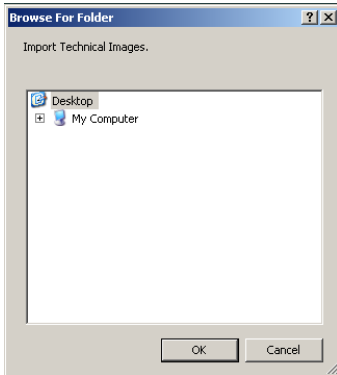 Browse For Folder
Import Technical Images.
Desktop
My Computer
OK
Cancel